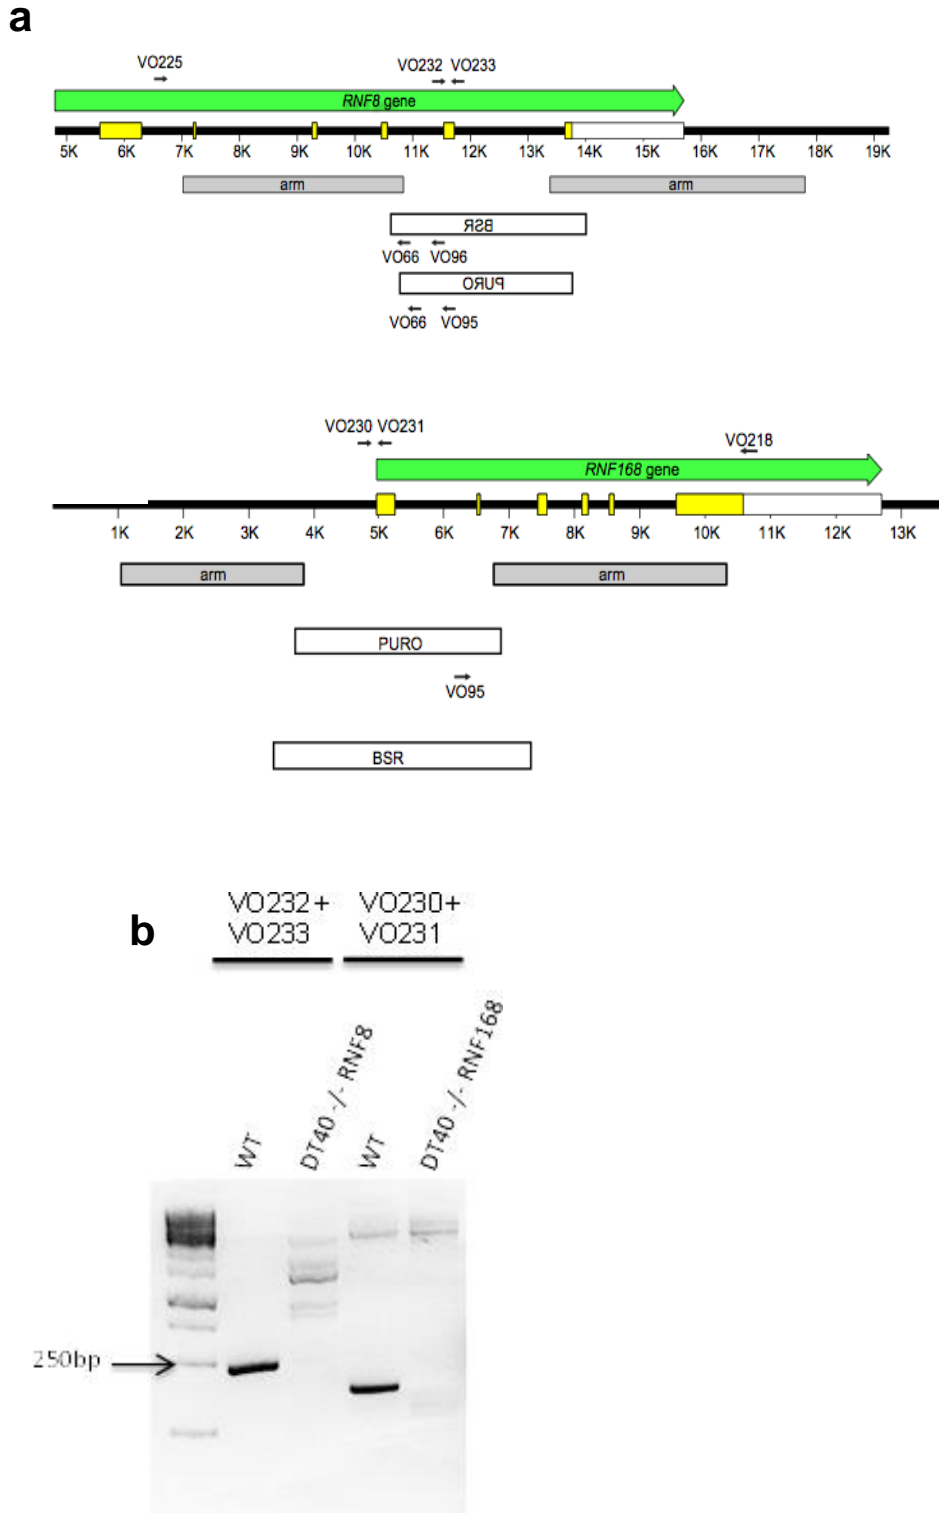 a
VO225
VO232 VO233
RNF8 gene
5K 6K 7K 8K 9K 10K 11K 12K 13K 14K 15K 16K 17K 18K 19K
arm arm
BSR
VO66 VO96
PURO
VO66 VO95
VO230 VO231
VO218
RNF168 gene
1K 2K 3K 4K 5K 6K 7K 8K 9K 10K 11K 12K 13K
arm arm
PURO
VO95
BSR
b
VO232+ VO230+
VO233 VO231
WT DT40 -/- RNF8 WT DT40 -/- RNF168
250bp